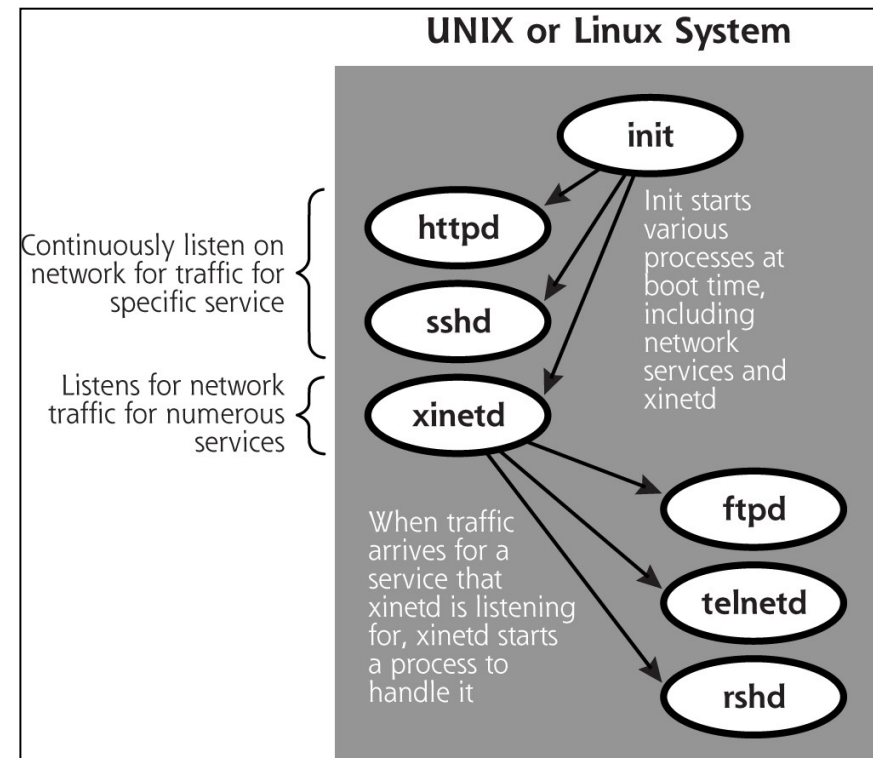 UNIX or Linux System
init
httpd
sshd
xinetd
Continuously listen on
network for traffic for
specific service
Listens for network
traffic for numerous
services
Init starts
various
processes at
boot time,
including
network
services and
xinetd
When traffic
arrives for a
service that
xinetd is listening
for, xinetd starts
a process to
handle it
ftpd
telnetd
rshd